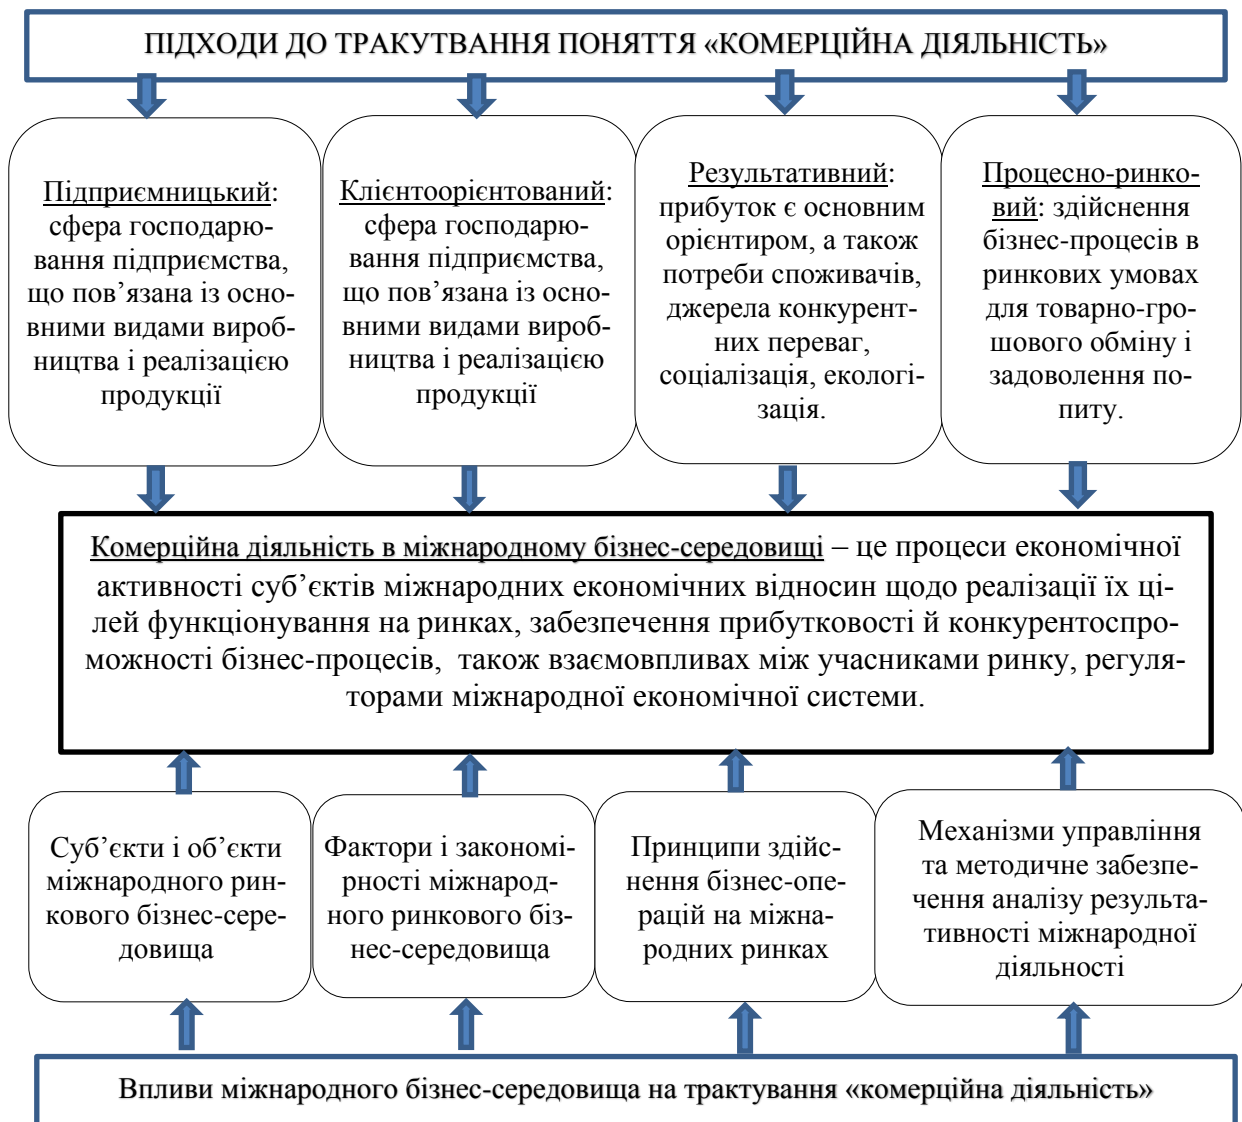 ПІДХОДИ ДО ТРАКУТВАННЯ ПОНЯТТЯ «КОМЕРЦІЙНА ДІЯЛЬНІСТЬ»
Підприємницький:
сфера господарю-
вання підприємства,
що пов’язана із осно-
вними видами вироб-
ництва і реалізацією
продукції
Клієнтоорієнтований:
сфера господарю-
вання підприємства,
що пов’язана із осно-
вними видами вироб-
ництва і реалізацією
продукції
Результативний:
прибуток є основним
орієнтиром, а також
потреби споживачів,
джерела конкурент-
них переваг,
соціалізація, екологі-
зація.
Процесно-ринко-
вий: здійснення
бізнес-процесів в
ринкових умовах
для товарно-гро-
шового обміну і
задоволення по-
питу.
Комерційна діяльність в міжнародному бізнес-середовищі – це процеси економічної
активності суб’єктів міжнародних економічних відносин щодо реалізації їх ці-
лей функціонування на ринках, забезпечення прибутковості й конкурентоспро-
можності бізнес-процесів, також взаємовпливах між учасниками ринку, регуля-
торами міжнародної економічної системи.
Суб’єкти і об’єкти
міжнародного рин-
кового бізнес-сере-
довища
Фактори і закономі-
рності міжнарод-
ного ринкового біз-
нес-середовища
Принципи здійс-
нення бізнес-опе-
рацій на міжна-
родних ринках
Механізми управління
та методичне забезпе-
чення аналізу результа-
тивності міжнародної
діяльності
Впливи міжнародного бізнес-середовища на трактування «комерційна діяльність»